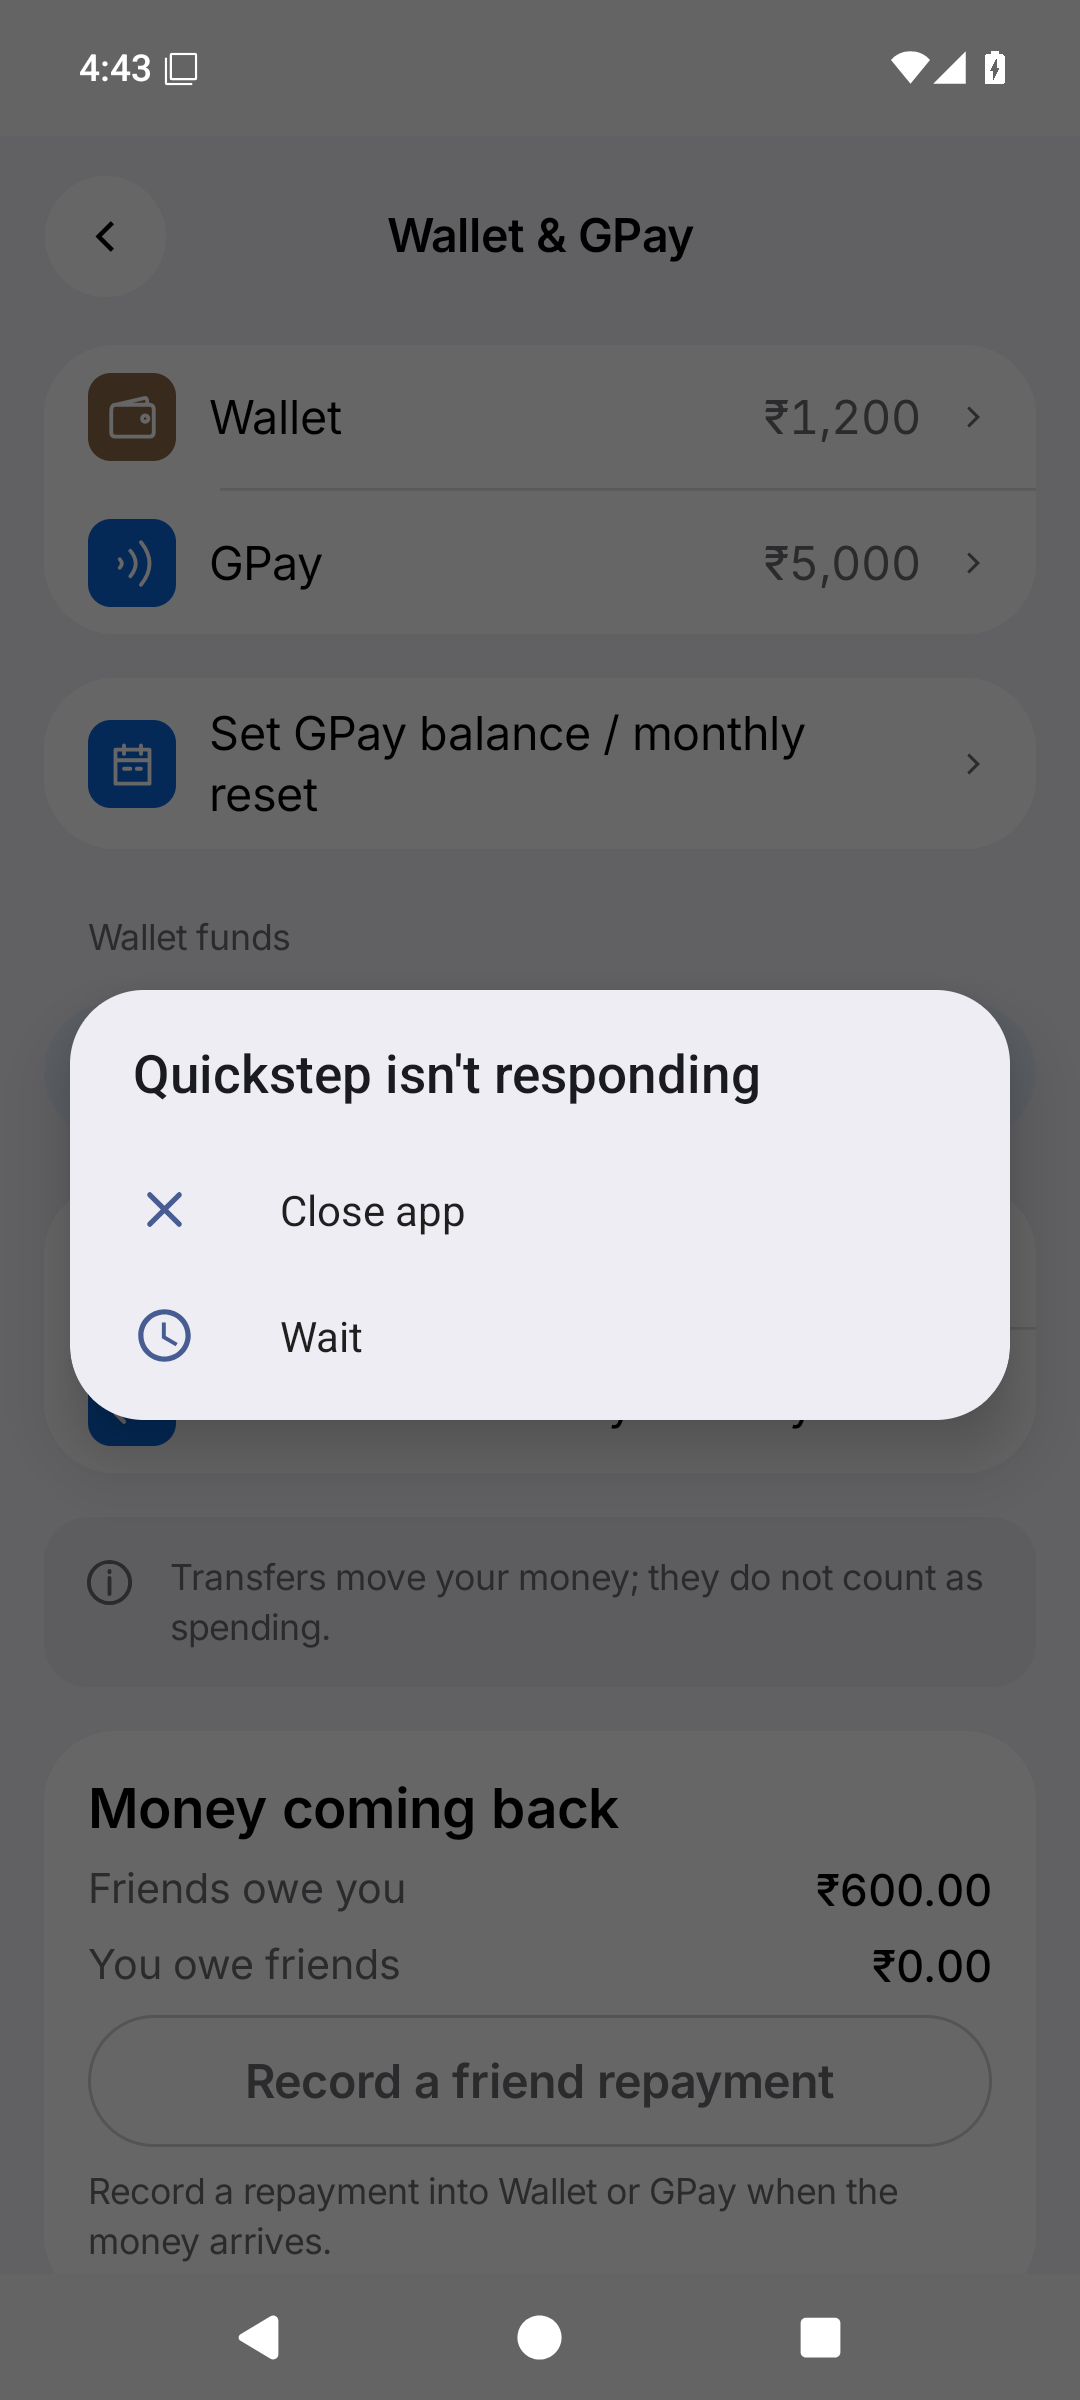 4:43
Wallet & GPay
Wallet
₹1,200
GPay
₹5,000
Set GPay balance / monthly
reset
Wallet funds
Quickstep isn't responding
Close app
Wait
Transfers move your money; they do not count as
spending.
Money coming back
Friends owe you
₹600.00
You owe friends
₹0.00
Record a friend repayment
Record a repayment into Wallet or GPay when the
money arrives.